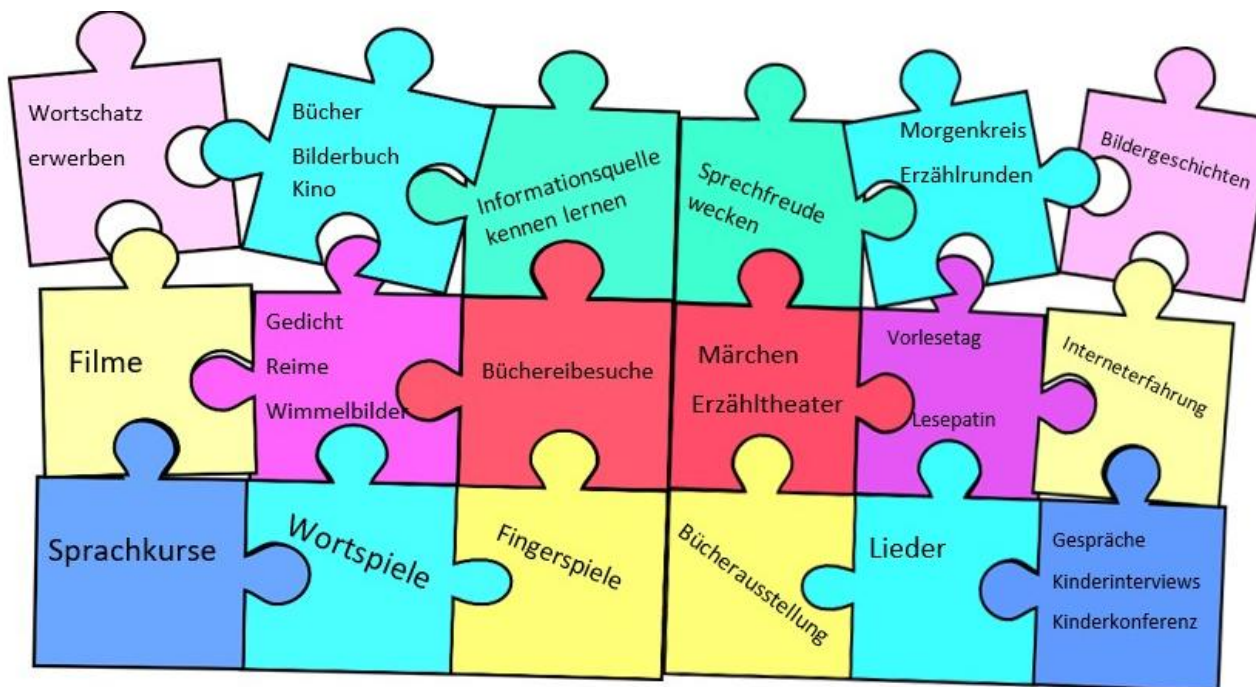 Wortschatz
erwerben
Bücher
Bilderbuch
Kino
Informationsquelle
kennen lernen
Sprechfreude
wecken
Morgenkreis
Erzählrunden
Bildergeschichten
Filme
Gedicht
Reime
Wimmelbilder
Büchereibesuche
Märchen
Erzähltheater
Vorlesetag
Lesepatin
Interneterfahrung
Sprachkurse
Wortspiele
Fingerspiele
Bücherausstellung
Lieder
Gespräche
Kinderinterviews
Kinderkonferenz